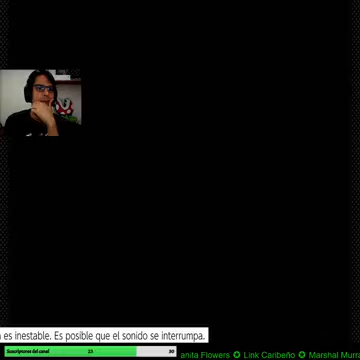 es inestable. Es posible que el sonido se interrumpa.
Suscriptores del canal 23 30
anita Flowers ✪ Link Caribeño ✪ Marshal Murr